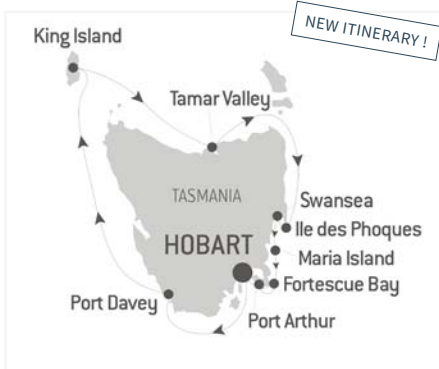 NEW ITINERARY !
King Island
Tamar Valley
TASMANIA
Swansea
Ile des Phoques
HOBART
Maria Island
Fortescue Bay
Port Davey
Port Arthur